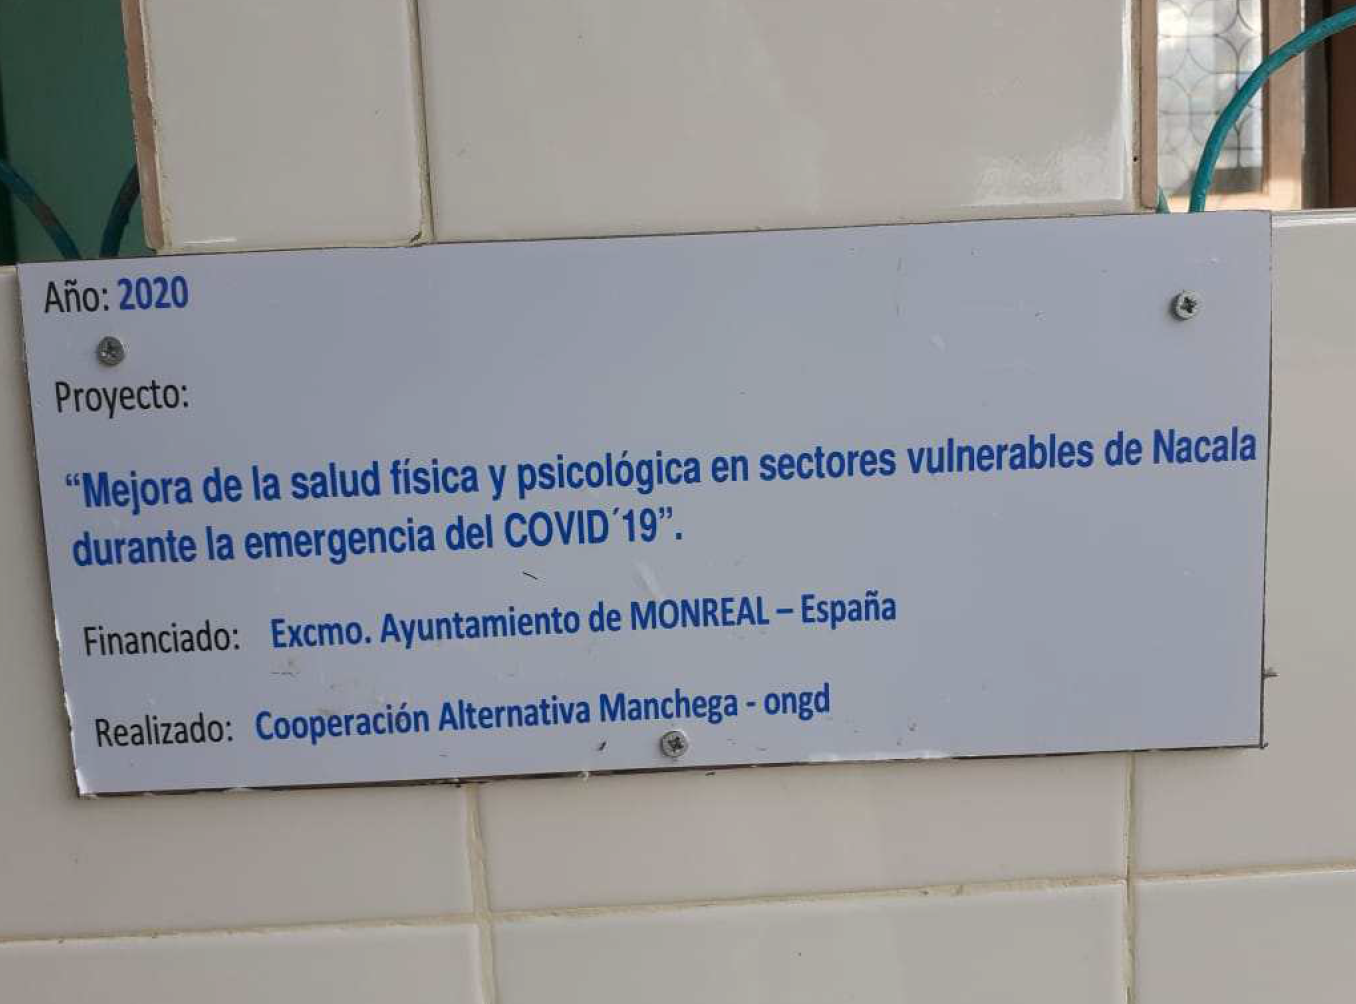 Año: 2020
Proyecto:
“Mejora de la salud física y psicológica en sectores vulnerables de Nacala
durante la emergencia del COVID´19”.
Financiado: Excmo. Ayuntamiento de MONREAL – España
Realizado: Cooperación Alternativa Manchega - ongd